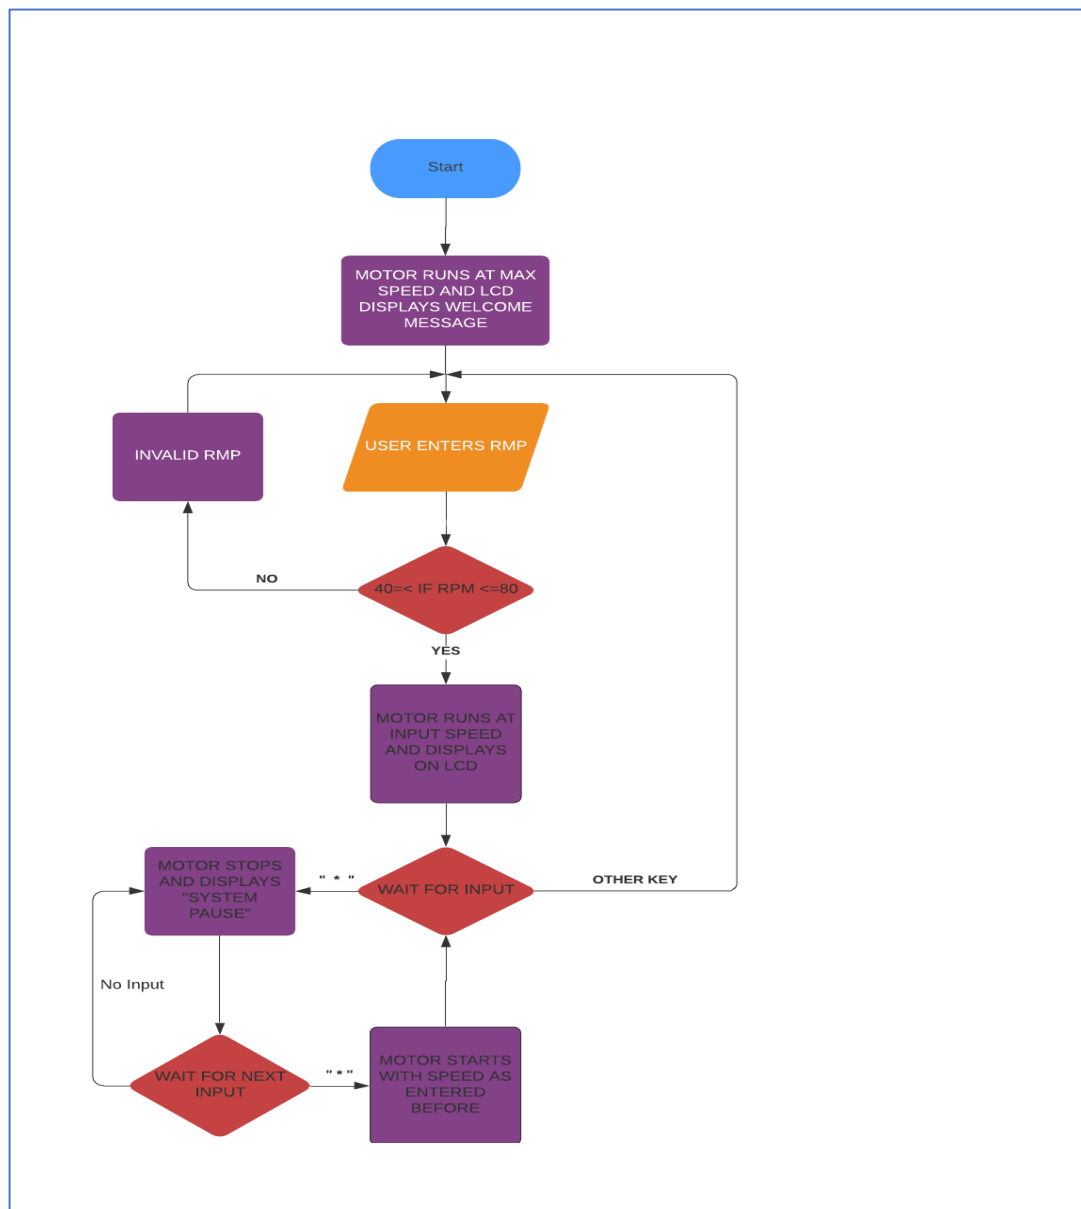 Start
MOTOR RUNS AT MAX
SPEED AND LCD
DISPLAYS WELCOME
MESSAGE
INVALID RMP
USER ENTERS RMP
NO
40=< IF RPM <=80
YES
MOTOR RUNS AT
INPUT SPEED
AND DISPLAYS
ON LCD
MOTOR STOPS
AND DISPLAYS
"SYSTEM
PAUSE"
" * "
WAIT FOR INPUT
OTHER KEY
No Input
WAIT FOR NEXT
INPUT
" * "
MOTOR STARTS
WITH SPEED AS
ENTERED
BEFORE